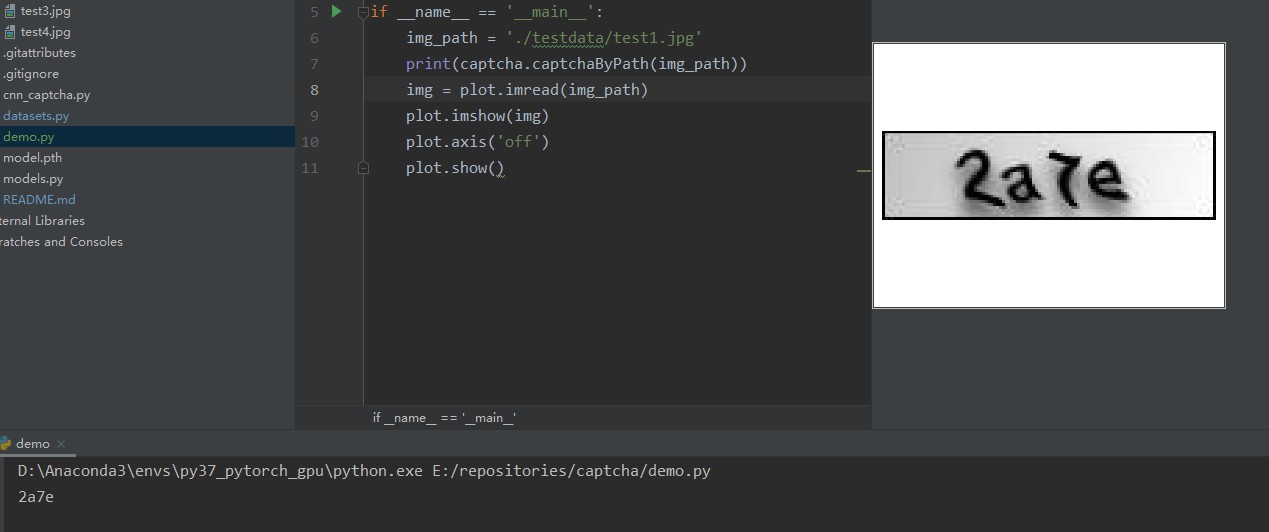 test3.jpg
test4.jpg
.gitattributes
.gitignore
cnn_captcha.py
datasets.py
demo.py
model.pth
models.py
README.md
ternal Libraries
ratches and Consoles
5 if __name__ == '__main__':
6 img_path = './testdata/test1.jpg'
7 print(captcha.captchaByPath(img_path))
8 img = plot.imread(img_path)
9 plot.imshow(img)
10 plot.axis('off')
11 plot.show()
if __name__ == '__main__'
2a7e
demo ×
D:\Anaconda3\envs\py37_pytorch_gpu\python.exe E:/repositories/captcha/demo.py
2a7e